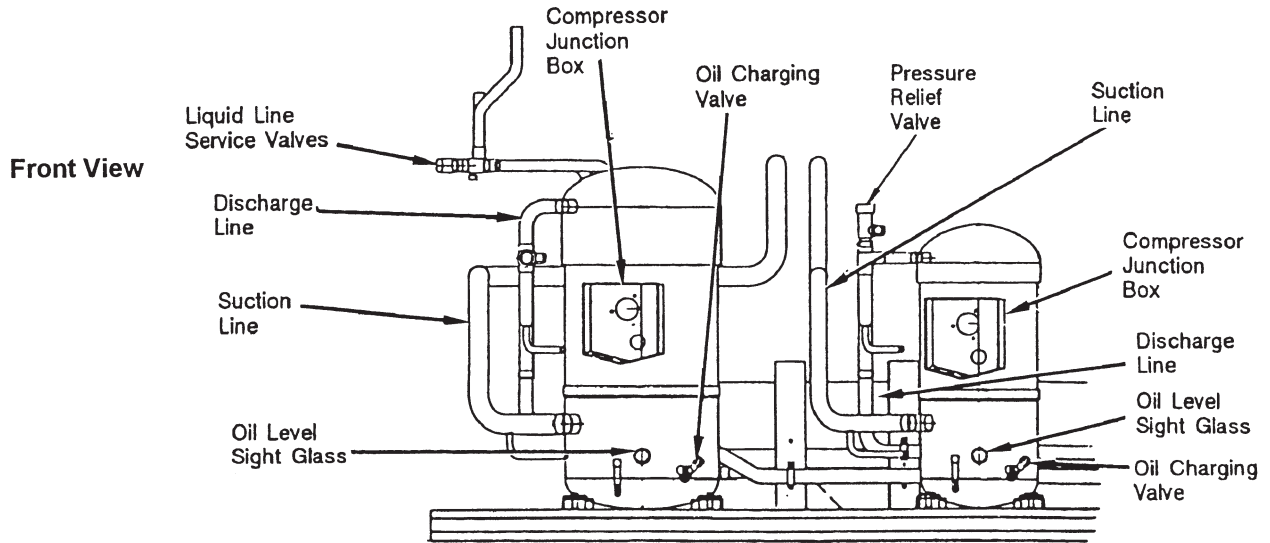 Compressor
Junction
Box
Oil Charging
Valve
Pressure
Relief
Valve
Suction
Line
Liquid Line
Service Valves
Front View
Discharge
Line
Compressor
Junction
Box
Suction
Line
Discharge
Line
Oil Level
Sight Glass
Oil Level
Sight Glass
Oil Charging
Valve